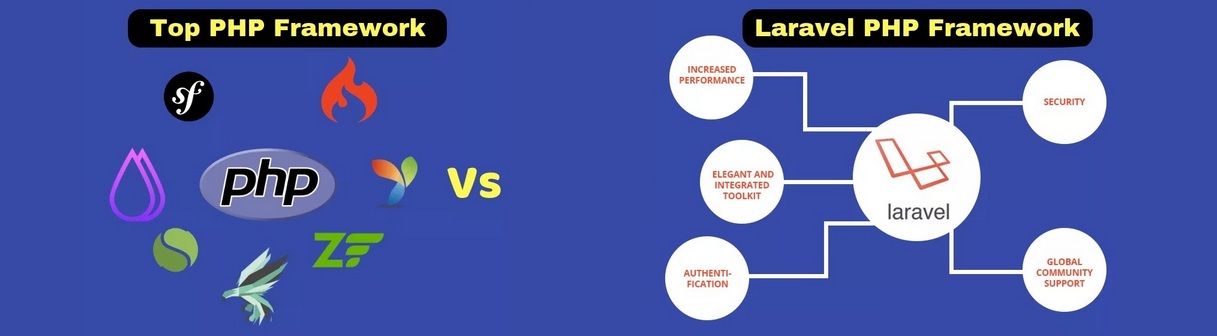 Top PHP Framework
sf
php
Vs
ZF
Laravel PHP Framework
INCREASED
PERFORMANCE
ELEGANT AND
INTEGRATED
TOOLKIT
AUTHENTI-
FICATION
laravel
SECURITY
GLOBAL
COMMUNITY
SUPPORT